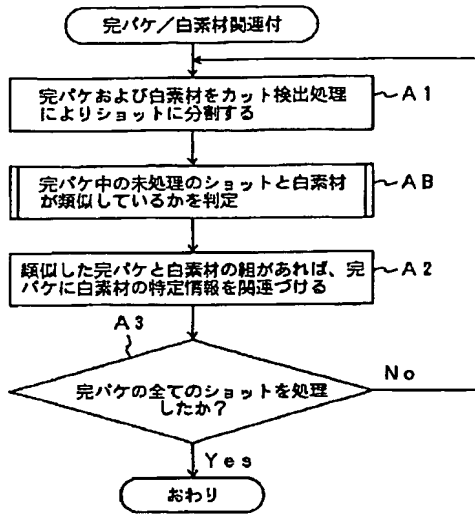 完パケ／白素材関連付
完パケおよび白素材をカット検出処理
によりショットに分割する
A1
完パケ中の未処理のショットと白素材
が類似しているかを判定
AB
類似した完パケと白素材の組があれば、完
パケに白素材の特定情報を関連づける
A2
A3
完パケの全てのショットを処理
したか？
No
Yes
おわり